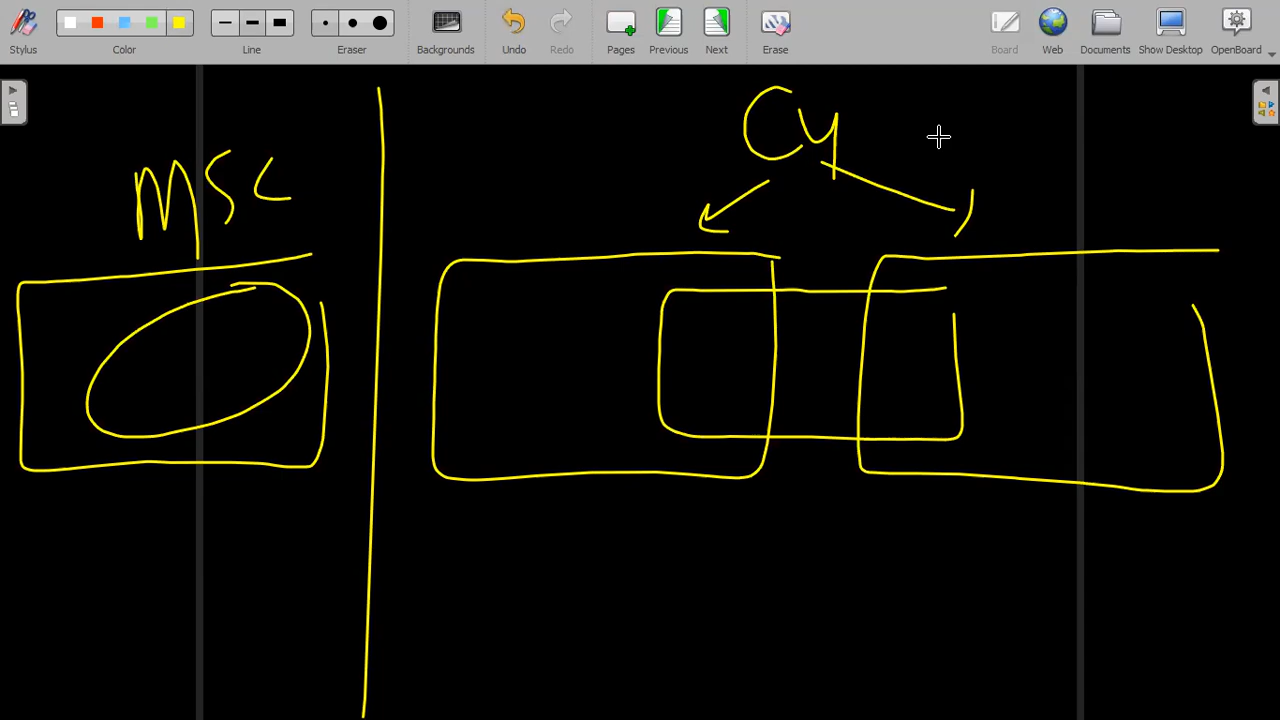 Stylus
Color
Line
Eraser
Backgrounds
Undo
Redo
Pages
Previous
Next
Erase
Board
Web
Documents
Show Desktop
OpenBoard
MSC
Cy